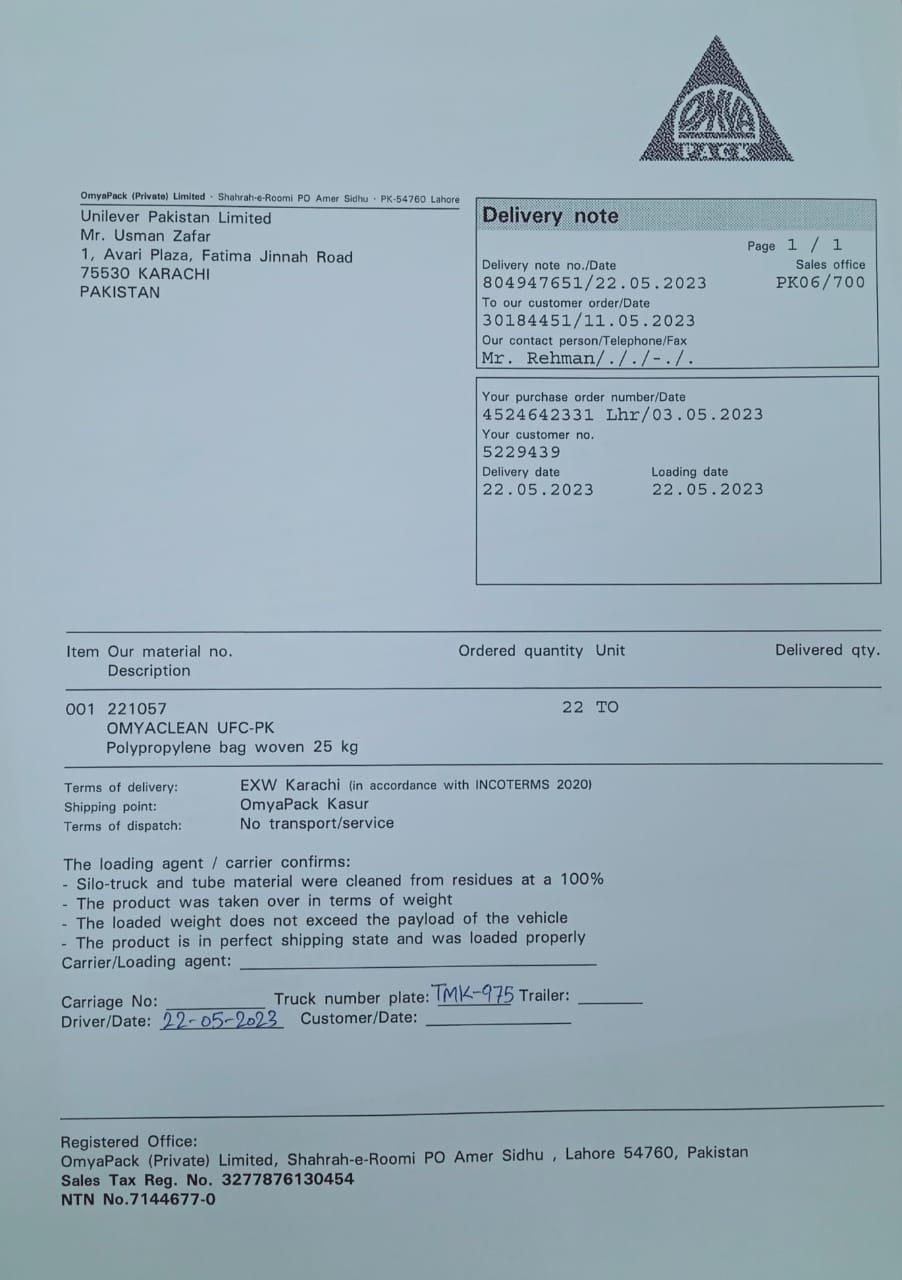 OMYA
PACK
OmyaPack (Private) Limited · Shahrah-e-Roomi PO Amer Sidhu · PK-54760 Lahore
Unilever Pakistan Limited
Mr. Usman Zafar
1, Avari Plaza, Fatima Jinnah Road
75530 KARACHI
PAKISTAN
Delivery note
Page 1 / 1
Delivery note no./Date Sales office
804947651/22.05.2023 PK06/700
To our customer order/Date
30184451/11.05.2023
Our contact person/Telephone/Fax
Mr. Rehman/././-./.
Your purchase order number/Date
4524642331 Lhr/03.05.2023
Your customer no.
5229439
Delivery date Loading date
22.05.2023 22.05.2023
Item Our material no. Ordered quantity Unit Delivered qty.
Description
001 221057 22 TO
OMYACLEAN UFC-PK
Polypropylene bag woven 25 kg
Terms of delivery: EXW Karachi (in accordance with INCOTERMS 2020)
Shipping point: OmyaPack Kasur
Terms of dispatch: No transport/service
The loading agent / carrier confirms:
- Silo-truck and tube material were cleaned from residues at a 100%
- The product was taken over in terms of weight
- The loaded weight does not exceed the payload of the vehicle
- The product is in perfect shipping state and was loaded properly
Carrier/Loading agent:
Carriage No: Truck number plate: TMK-975 Trailer:
Driver/Date: 22-05-2023 Customer/Date:
Registered Office:
OmyaPack (Private) Limited, Shahrah-e-Roomi PO Amer Sidhu , Lahore 54760, Pakistan
Sales Tax Reg. No. 3277876130454
NTN No.7144677-0